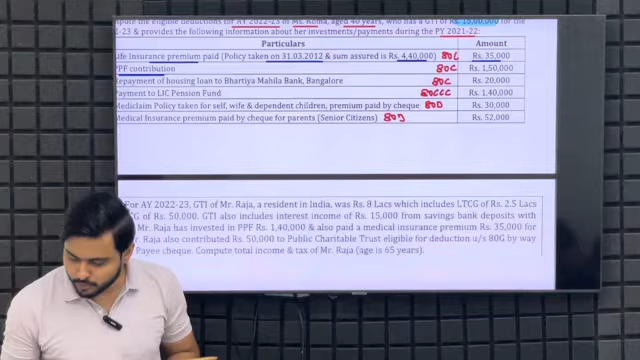 pute the eligible deductions for AY 2022-23 of Ms. Roma, aged 40 years, who has a GTI of Rs. 15,00,000 for the
-23 & provides the following information about her investments/payments during the PY 2021-22:
Particulars Amount
Life Insurance premium paid (Policy taken on 31.03.2012 & sum assured is Rs. 4,40,000) 80C Rs. 35,000
PPF contribution 80C Rs. 1,50,000
Repayment of housing loan to Bhartiya Mahila Bank, Bangalore 80C Rs. 20,000
Payment to LIC Pension Fund 80CCC Rs. 1,40,000
Mediclaim Policy taken for self, wife & dependent children, premium paid by cheque 80D Rs. 30,000
Medical Insurance premium paid by cheque for parents (Senior Citizens) 80D Rs. 52,000
For AY 2022-23, GTI of Mr. Raja, a resident in India, was Rs. 8 Lacs which includes LTCG of Rs. 2.5 Lacs
G of Rs. 50,000. GTI also includes interest income of Rs. 15,000 from savings bank deposits with
Mr. Raja has invested in PPF Rs. 1,40,000 & also paid a medical insurance premium Rs. 35,000 for
r. Raja also contributed Rs. 50,000 to Public Charitable Trust eligible for deduction u/s 80G by way
Payee cheque. Compute total income & tax of Mr. Raja (age is 65 years).